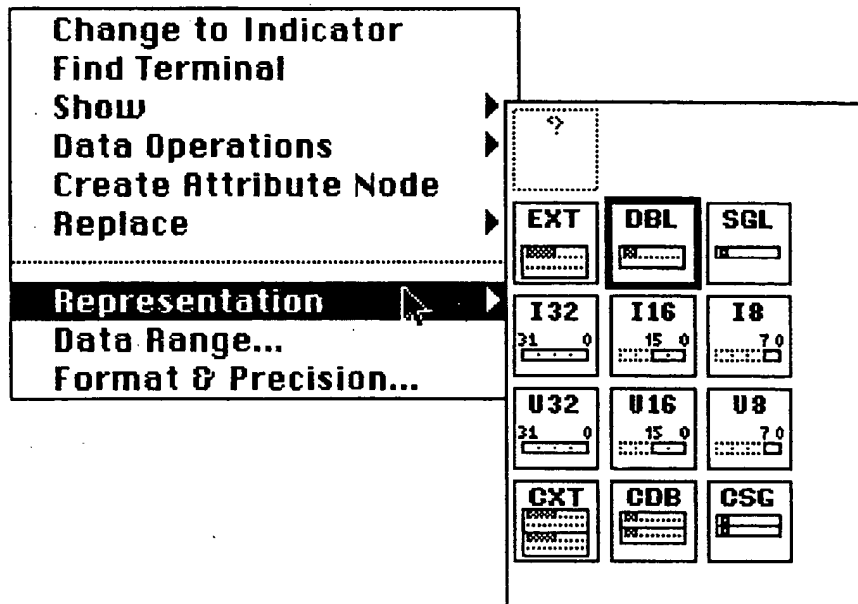 Change to Indicator
Find Terminal
Show
Data Operations
Create Attribute Node
Replace
Representation
Data Range...
Format & Precision...
EXT DBL SGL
I32 I16 I8
31 0 15 0 7 0
U32 U16 U8
31 0 15 0 7 0
CXT CDB CSG